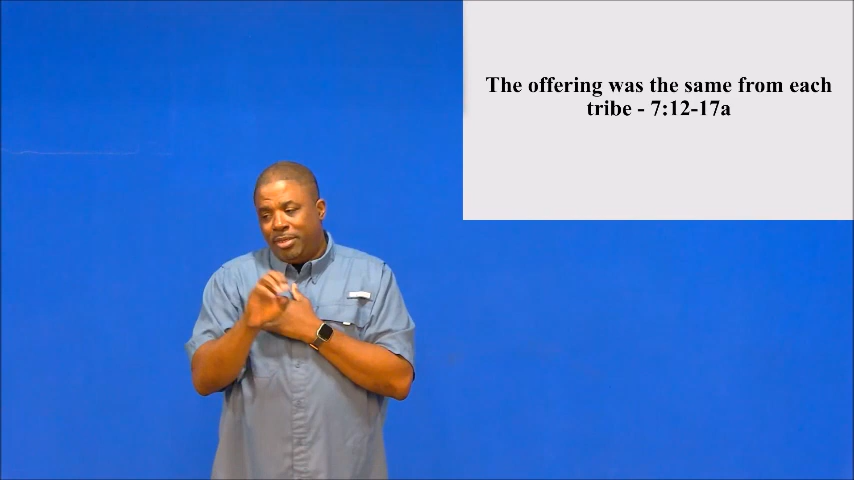 The offering was the same from each
tribe - 7:12-17a